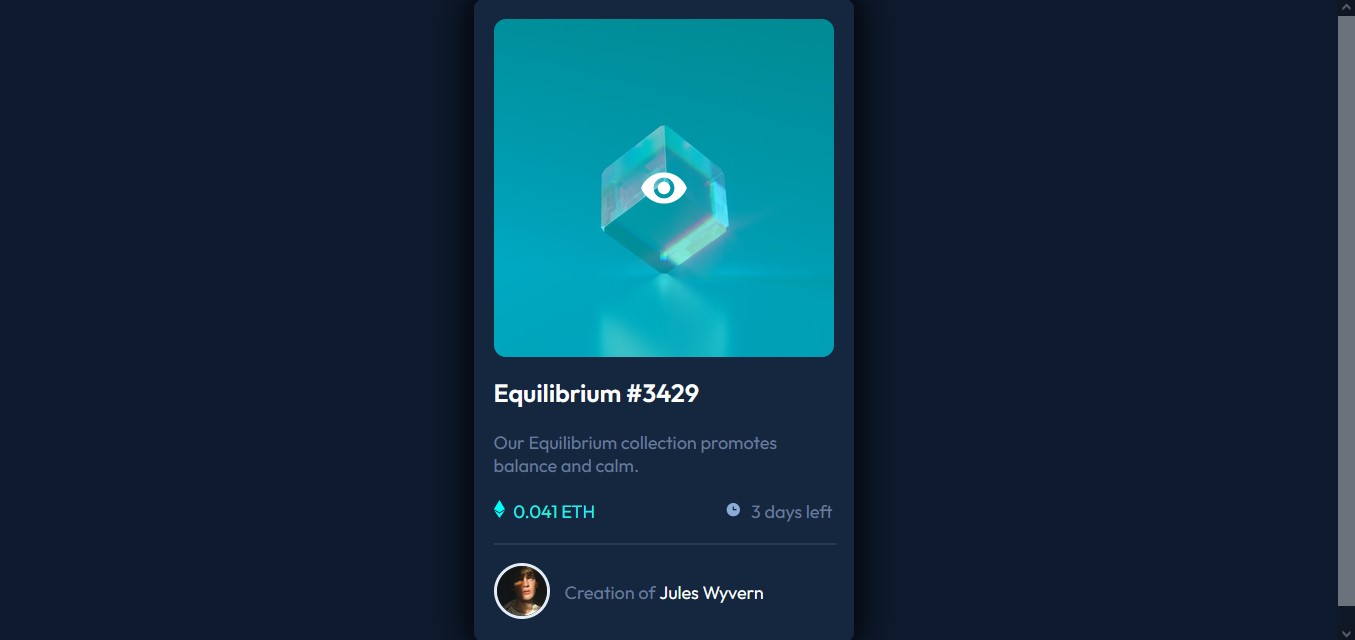 Equilibrium #3429
Our Equilibrium collection promotes
balance and calm.
0.041 ETH
3 days left
Creation of Jules Wyvern